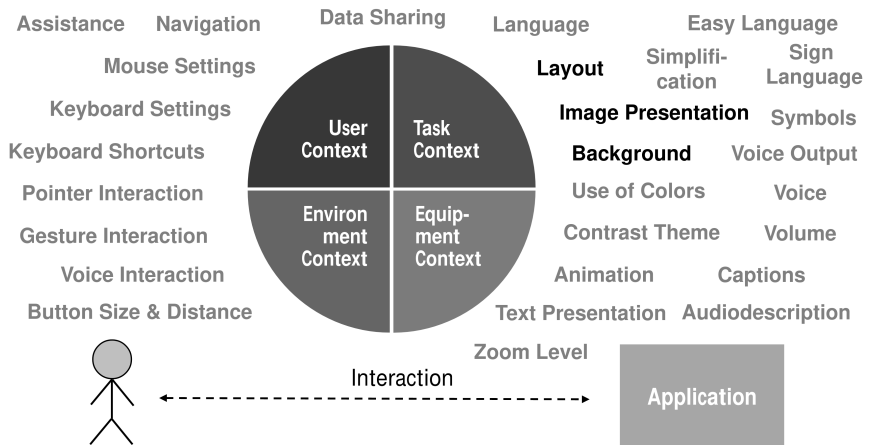 Assistance
Navigation
Data Sharing
Language
Easy Language
Mouse Settings
Layout
Simplifi-
cation
Sign
Language
Keyboard Settings
Image Presentation
Symbols
User
Context
Task
Context
Keyboard Shortcuts
Background
Voice Output
Pointer Interaction
Use of Colors
Voice
Environ
ment
Context
Equip-
ment
Context
Gesture Interaction
Contrast Theme
Volume
Voice Interaction
Animation
Captions
Button Size & Distance
Text Presentation
Audiodescription
Zoom Level
Interaction
Application